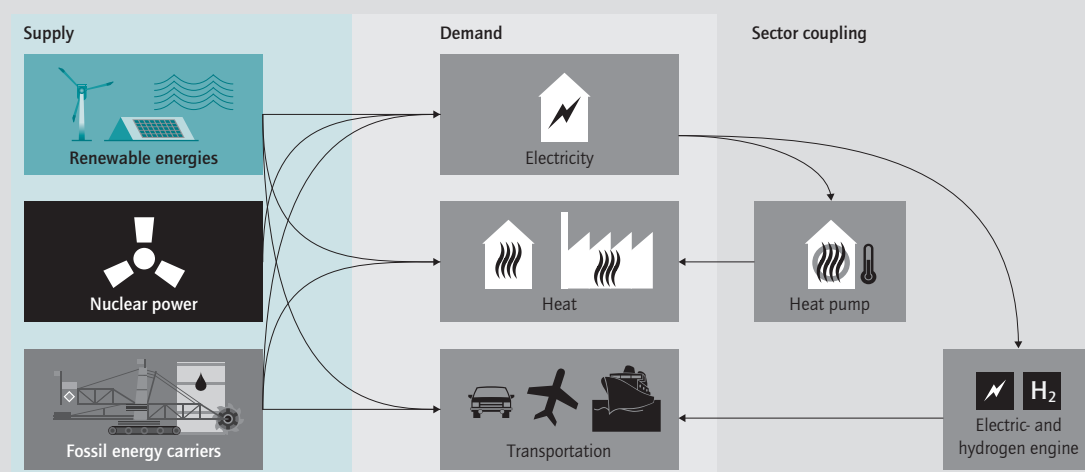 Supply
Demand
Sector coupling
Renewable energies
Electricity
Nuclear power
Heat
Heat pump
Fossil energy carriers
Transportation
H₂
Electric- and
hydrogen engine